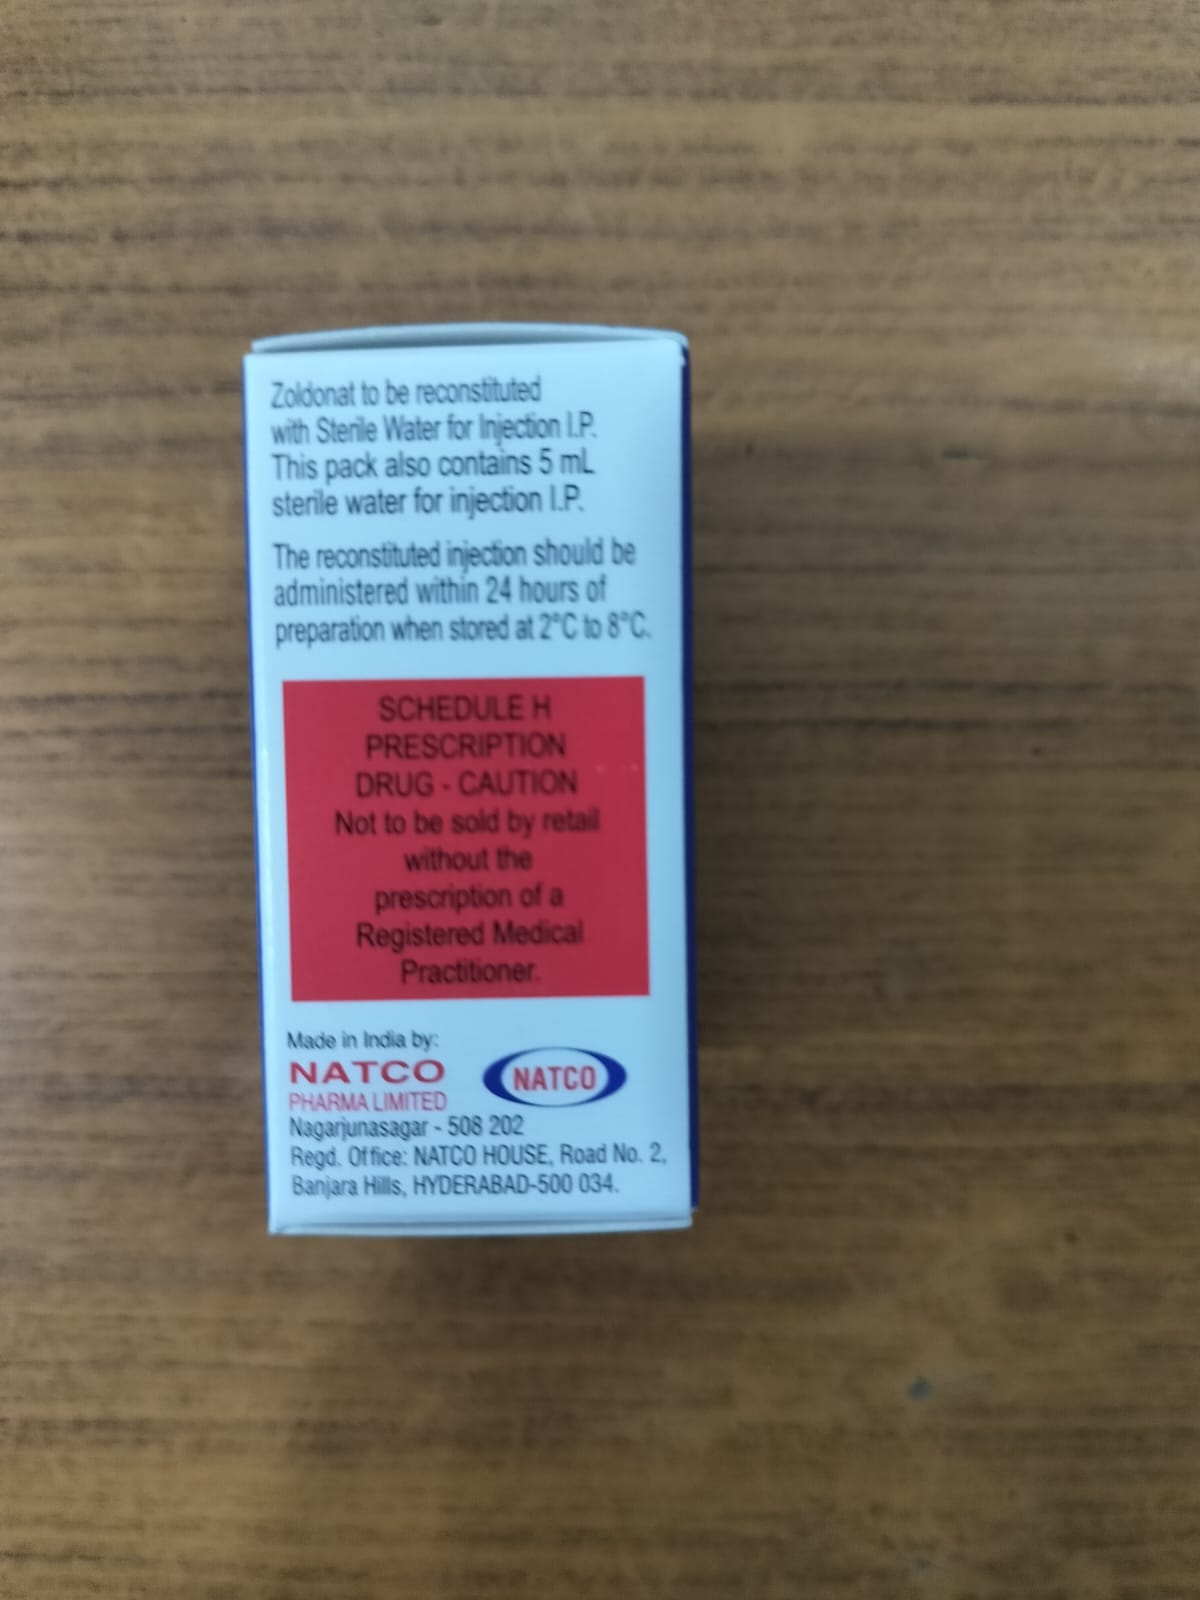 Zoldonat to be reconstituted
with Sterile Water for Injection I.P.
This pack also contains 5 mL
sterile water for injection I.P.
The reconstituted injection should be
administered within 24 hours of
preparation when stored at 2°C to 8°C.
SCHEDULE H
PRESCRIPTION
DRUG - CAUTION
Not to be sold by retail
without the
prescription of a
Registered Medical
Practitioner.
Made in India by:
NATCO
PHARMA LIMITED
NATCO
Nagarjunasagar - 508 202
Regd. Office: NATCO HOUSE, Road No. 2,
Banjara Hills, HYDERABAD-500 034.